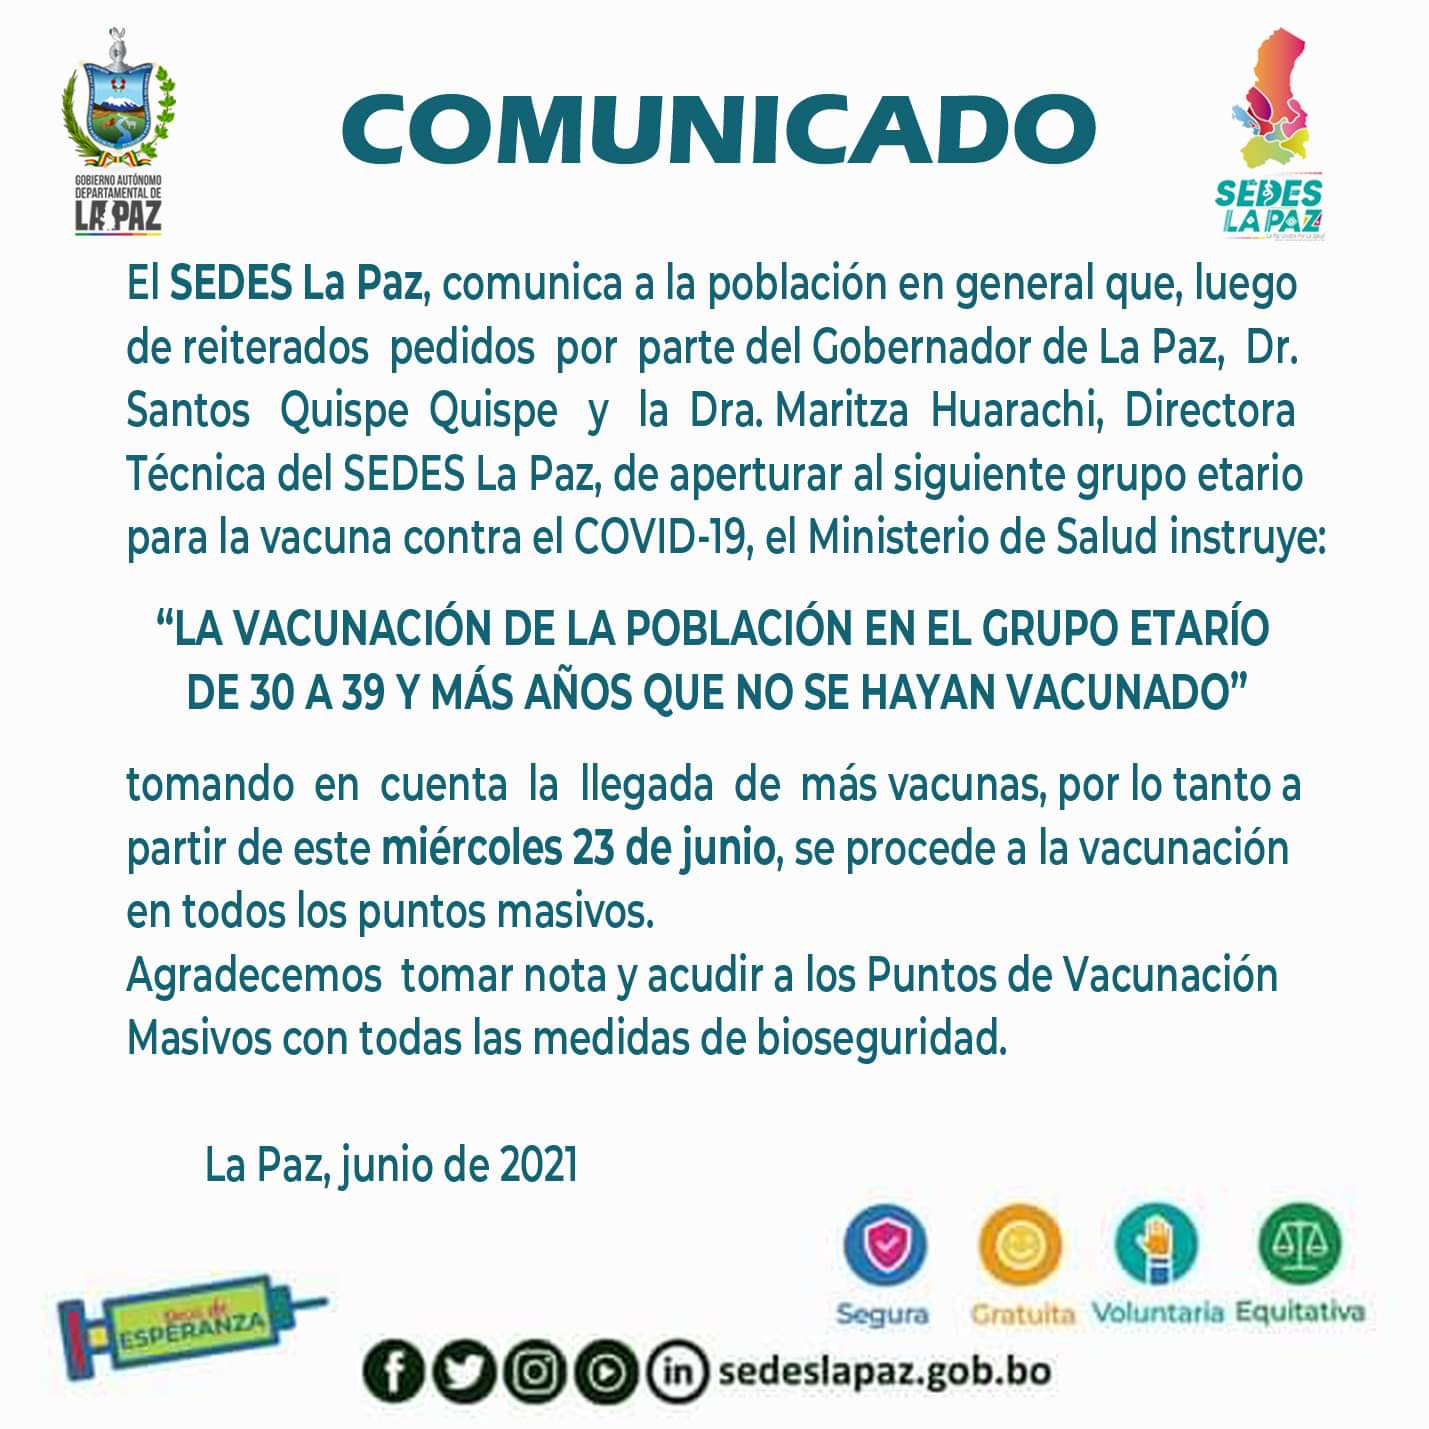 GOBIERNO AUTÓNOMO
DEPARTAMENTAL DE
LA PAZ
COMUNICADO
SEDES
LA PAZ
El SEDES La Paz, comunica a la población en general que, luego
de reiterados pedidos por parte del Gobernador de La Paz, Dr.
Santos Quispe Quispe y la Dra. Maritza Huarachi, Directora
Técnica del SEDES La Paz, de aperturar al siguiente grupo etario
para la vacuna contra el COVID-19, el Ministerio de Salud instruye:
“LA VACUNACIÓN DE LA POBLACIÓN EN EL GRUPO ETARÍO
DE 30 A 39 Y MÁS AÑOS QUE NO SE HAYAN VACUNADO”
tomando en cuenta la llegada de más vacunas, por lo tanto a
partir de este miércoles 23 de junio, se procede a la vacunación
en todos los puntos masivos.
Agradecemos tomar nota y acudir a los Puntos de Vacunación
Masivos con todas las medidas de bioseguridad.
La Paz, junio de 2021
Segura Gratuita Voluntaria Equitativa
de
ESPERANZA
sedeslapaz.gob.bo